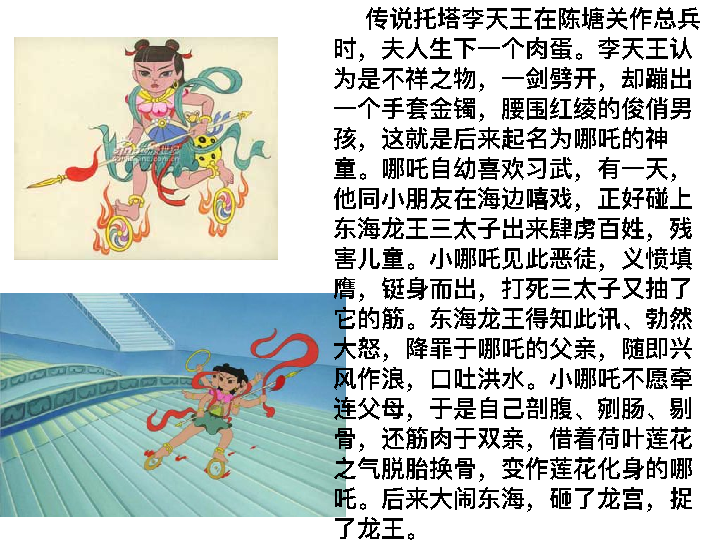 传说托塔李天王在陈塘关作总兵
时，夫人生下一个肉蛋。李天王认
为是不祥之物，一剑劈开，却蹦出
一个手套金镯，腰围红绫的俊俏男
孩，这就是后来起名为哪吒的神
童。哪吒自幼喜欢习武，有一天，
他同小朋友在海边嘻戏，正好碰上
东海龙王三太子出来肆虏百姓，残
害儿童。小哪吒见此恶徒，义愤填
膺，铤身而出，打死三太子又抽了
它的筋。东海龙王得知此讯、勃然
大怒，降罪于哪吒的父亲，随即兴
风作浪，口吐洪水。小哪吒不愿牵
连父母，于是自己剖腹、剜肠、剔
骨，还筋肉于双亲，借着荷叶莲花
之气脱胎换骨，变作莲花化身的哪
吒。后来大闹东海，砸了龙宫，捉
了龙王。